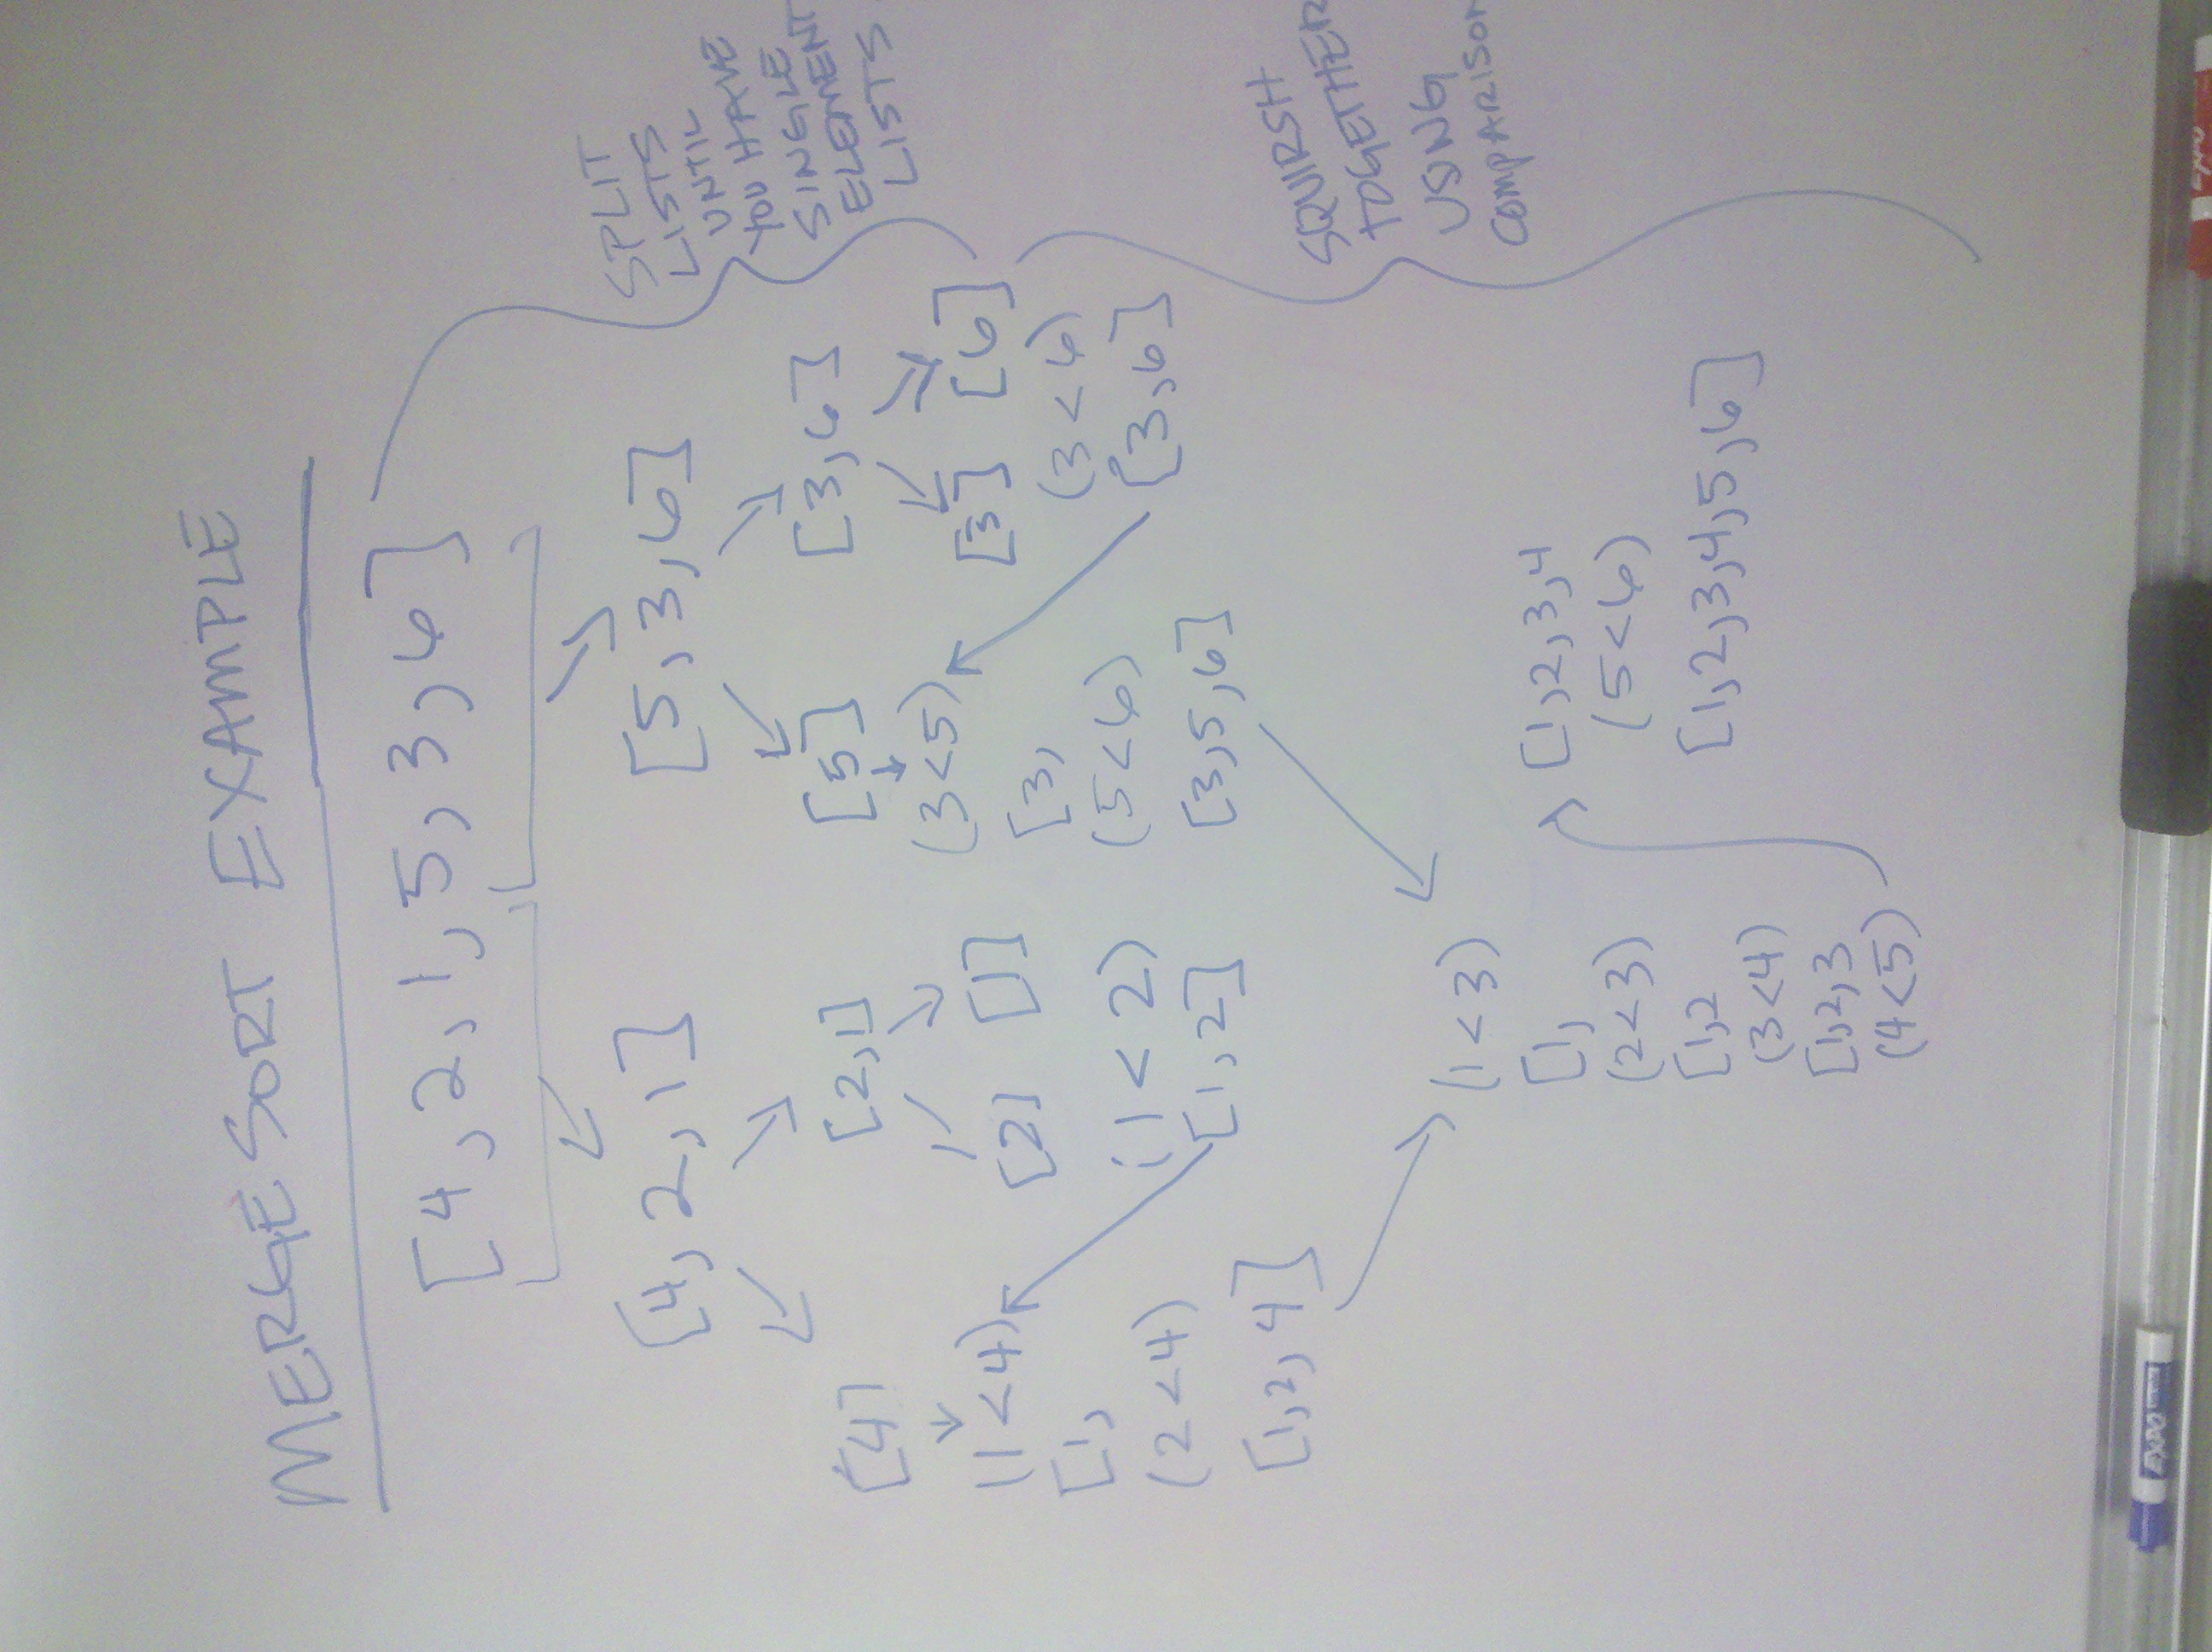 MERGESORT EXAMPLE
[4, 2, 1, 5, 3, 6]
[4, 2, 1]
[5, 3, 6]
[4]
[2,1]
[5]
[3,6]
[2]
[1]
[3]
[6]
(1<2)
[1,2]
(1<4)
[1,
(2<4)
[1,2,4]
(3<6)
[3,6]
(3<5)
[3,
(5<6)
[3,5,6]
(1<3)
[1,
(2<3)
[1,2
(3<4)
[1,2,3
(4<5)
[1,2,3,4
(5<6)
[1,2,3,4,5,6]
SPLIT
LISTS
UNTIL
YOU HAVE
SINGLE
ELEMENT
LISTS
SQUIRSH
TOGETHER
USING
COMPARISON
EXPO
EXPO